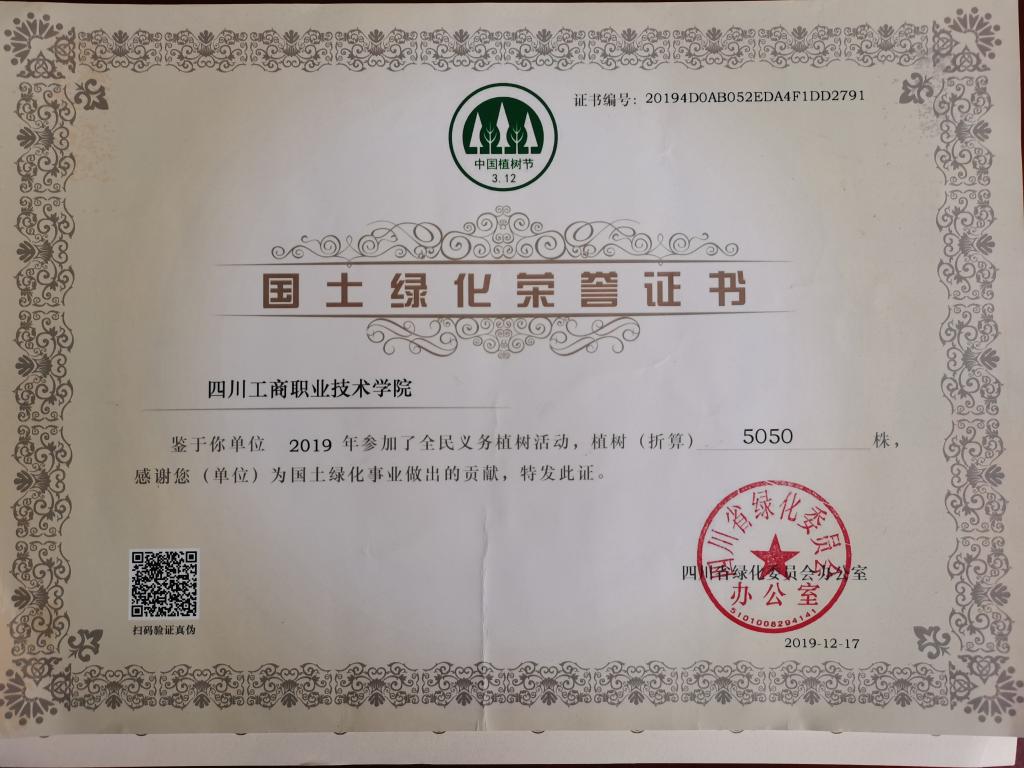 证书编号：20194D0AB052EDA4F1DD2791
中国植树节
3.12
国土绿化荣誉证书
四川工商职业技术学院
鉴于你单位 2019 年参加了全民义务植树活动，植树（折算） 5050 株，
感谢您（单位）为国土绿化事业做出的贡献，特发此证。
四川省绿化委员会
四川省绿化委员会办公室
办公室
5101008294141
扫码验证真伪
2019-12-17